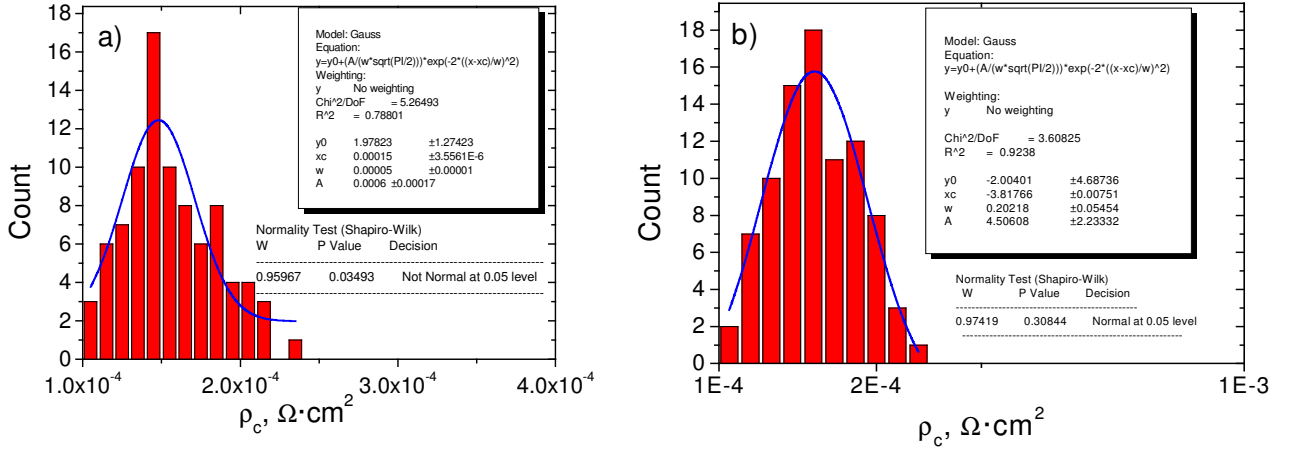 a)
Count
18
16
14
12
10
8
6
4
2
0
1.0x10-4
2.0x10-4
3.0x10-4
4.0x10-4
ρc, Ω·cm2
Model: Gauss
Equation:
y=y0+(A/(w*sqrt(PI/2)))*exp(-2*((x-xc)/w)^2)
Weighting:
y No weighting
Chi^2/DoF = 5.26493
R^2 = 0.78801
y0 1.97823 ±1.27423
xc 0.00015 ±3.5561E-6
w 0.00005 ±0.00001
A 0.0006 ±0.00017
Normality Test (Shapiro-Wilk)
W P Value Decision
0.95967 0.03493 Not Normal at 0.05 level
b)
Count
18
16
14
12
10
8
6
4
2
0
1E-4
2E-4
1E-3
ρc, Ω·cm2
Model: Gauss
Equation:
y=y0+(A/(w*sqrt(PI/2)))*exp(-2*((x-xc)/w)^2)
Weighting:
y No weighting
Chi^2/DoF = 3.60825
R^2 = 0.9238
y0 -2.00401 ±4.68736
xc -3.81766 ±0.00751
w 0.20218 ±0.05454
A 4.50608 ±2.23332
Normality Test (Shapiro-Wilk)
W P Value Decision
0.97419 0.30844 Normal at 0.05 level